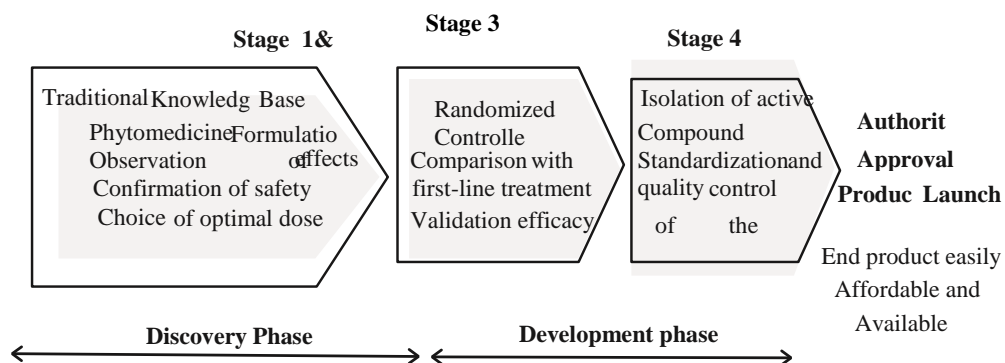 Stage 1&
Stage 3
Stage 4
Traditional Knowledg Base
Phytomedicine Formulatio
Observation of effects
Confirmation of safety
Choice of optimal dose
Randomized
Controlle
Comparison with
first-line treatment
Validation efficacy
Isolation of active
Compound
Standardization and
quality control
of the
Authorit
Approval
Produc Launch
End product easily
Affordable and
Available
Discovery Phase
Development phase